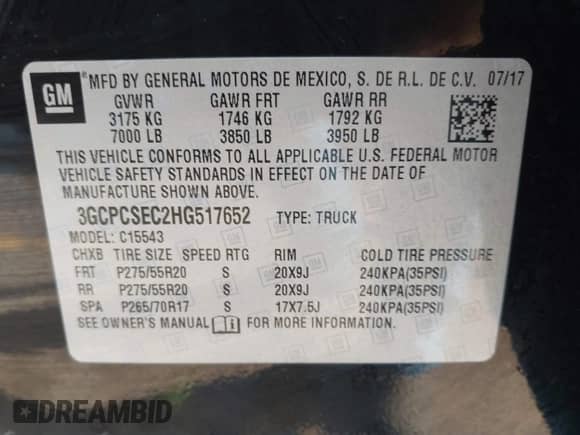 GM ® MFD BY GENERAL MOTORS DE MEXICO, S. DE R.L. DE C.V. 07/17
GVWR GAWR FRT GAWR RR
3175 KG 1746 KG 1792 KG
7000 LB 3850 LB 3950 LB
THIS VEHICLE CONFORMS TO ALL APPLICABLE U.S. FEDERAL MOTOR
VEHICLE SAFETY STANDARDS IN EFFECT ON THE DATE OF
MANUFACTURE SHOWN ABOVE.
3GCPCSEC2HG517652 TYPE: TRUCK
MODEL: C15543
CHXB TIRE SIZE SPEED RTG RIM COLD TIRE PRESSURE
FRT P275/55R20 S 20X9J 240KPA(35PSI)
RR P275/55R20 S 20X9J 240KPA(35PSI)
SPA P265/70R17 S 17X7.5J 240KPA(35PSI)
SEE OWNER'S MANUAL FOR MORE INFORMATION.
DREAMBID